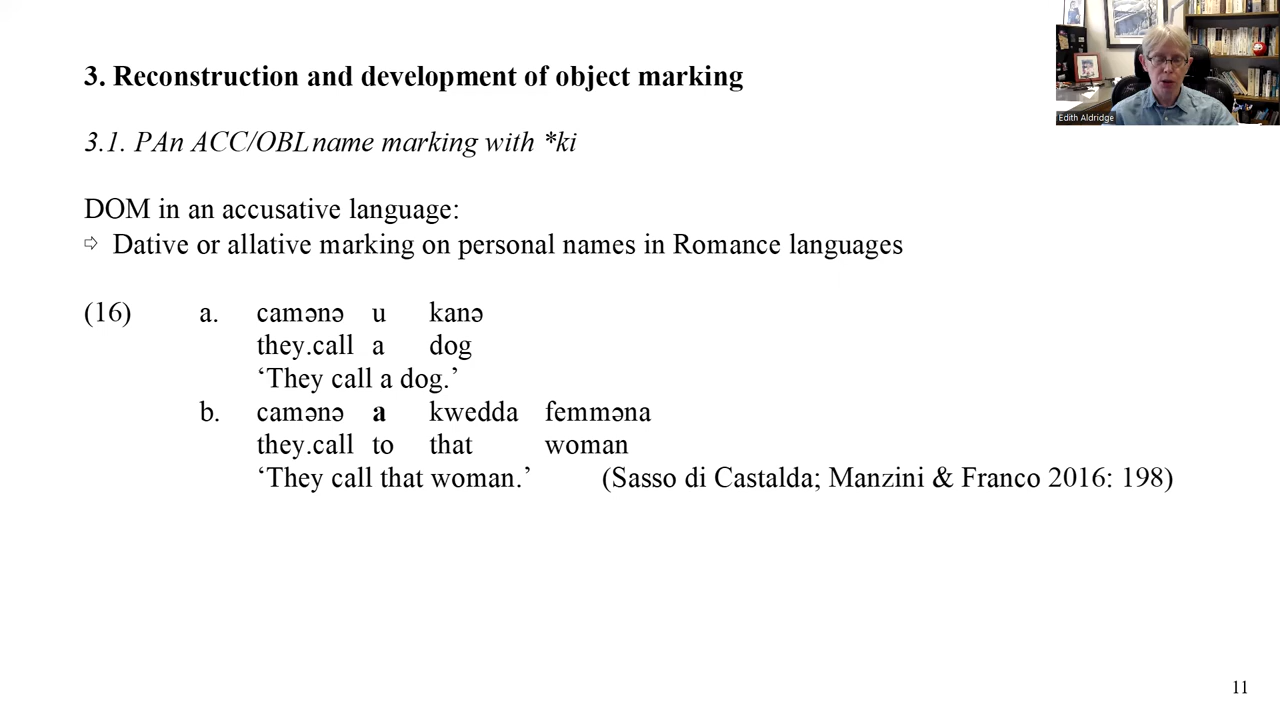 3. Reconstruction and development of object marking
3.1. PAn ACC/OBL name marking with *ki
DOM in an accusative language:
⇨ Dative or allative marking on personal names in Romance languages
(16) a. camənə u kanə
they.call a dog
‘They call a dog.’
b. camənə a kwedda femməna
they.call to that woman
‘They call that woman.’ (Sasso di Castalda; Manzini & Franco 2016: 198)
Edith Aldridge
11